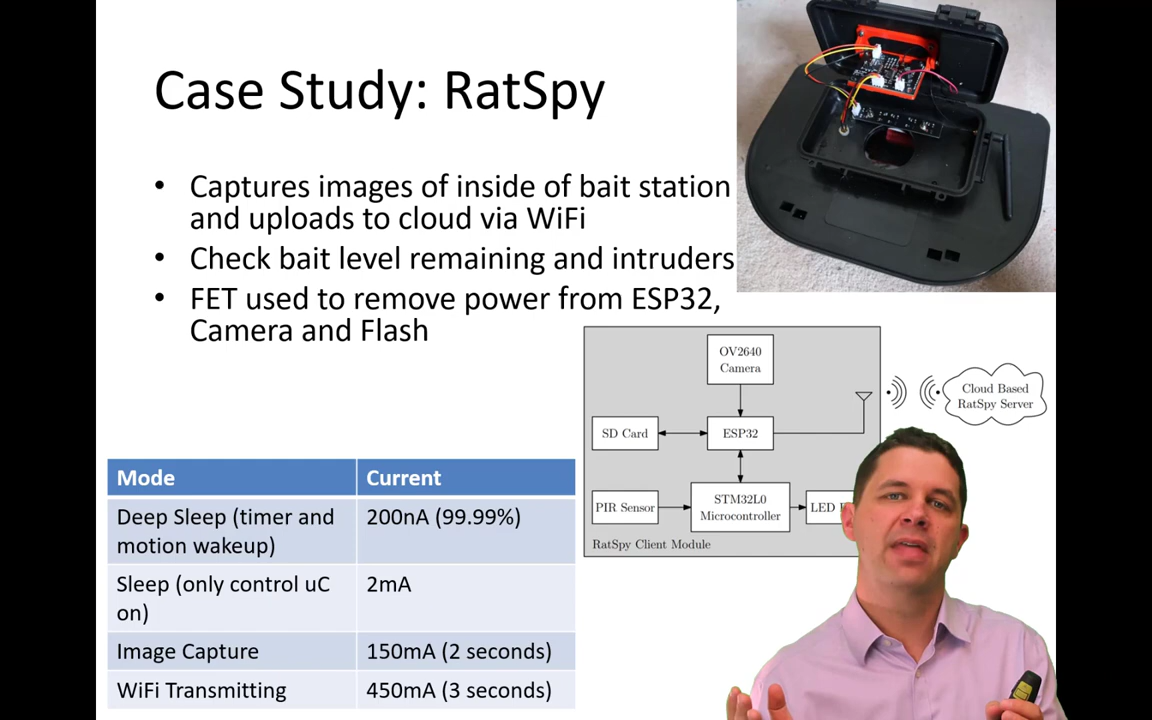 Case Study: RatSpy
• Captures images of inside of bait station
and uploads to cloud via WiFi
• Check bait level remaining and intruders
• FET used to remove power from ESP32,
Camera and Flash
OV2640
Camera
SD Card
ESP32
PIR Sensor
STM32L0
Microcontroller
LED
RatSpy Client Module
Cloud Based
RatSpy Server
Mode Current
Deep Sleep (timer and
motion wakeup)
200nA (99.99%)
Sleep (only control uC
on)
2mA
Image Capture 150mA (2 seconds)
WiFi Transmitting 450mA (3 seconds)